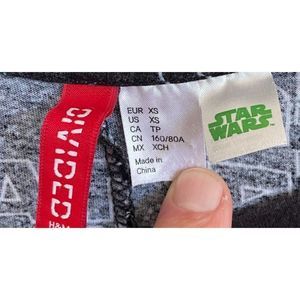 DIVIDED
H&M
EUR XS
US XS
CA TP
CN 160/80A
MX XCH
Made in
China
STAR
WARS